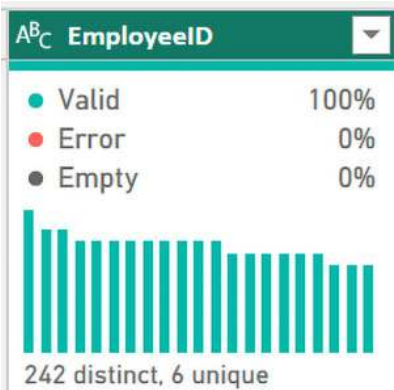 ABC EmployeeID
Valid 100%
Error 0%
Empty 0%
242 distinct, 6 unique